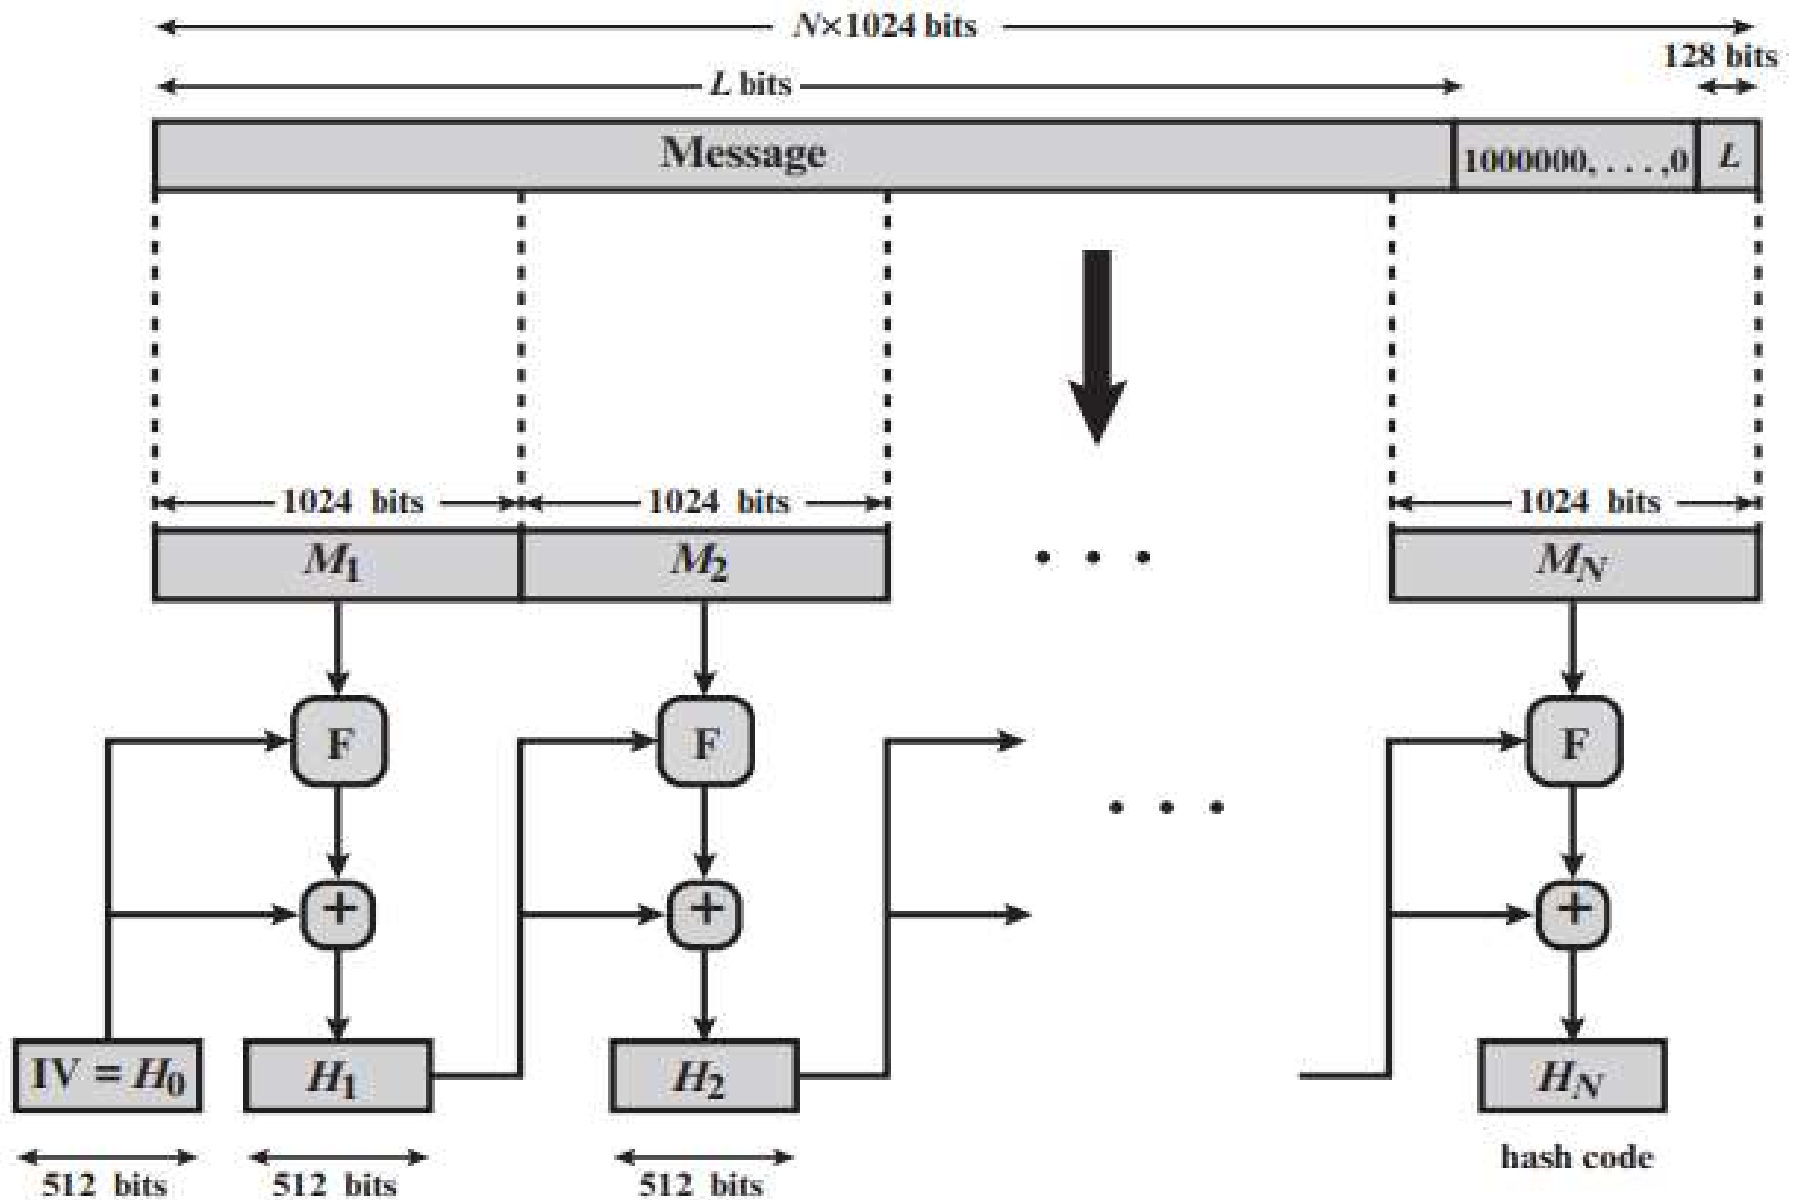 N×1024 bits
128 bits
L bits
Message
1000000, . . . ,0
L
1024 bits
1024 bits
1024 bits
M1
M2
. . .
MN
F
F
F
. . .
+
+
+
IV = H0
H1
H2
HN
hash code
512 bits
512 bits
512 bits